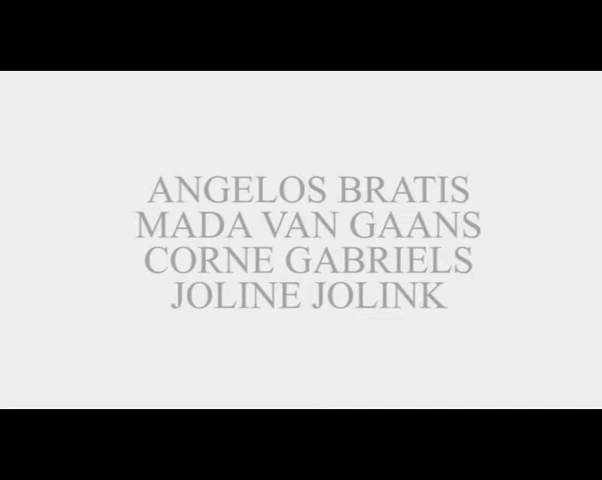 ANGELOS BRATIS
MADA VAN GAANS
CORNE GABRIELS
JOLINE JOLINK